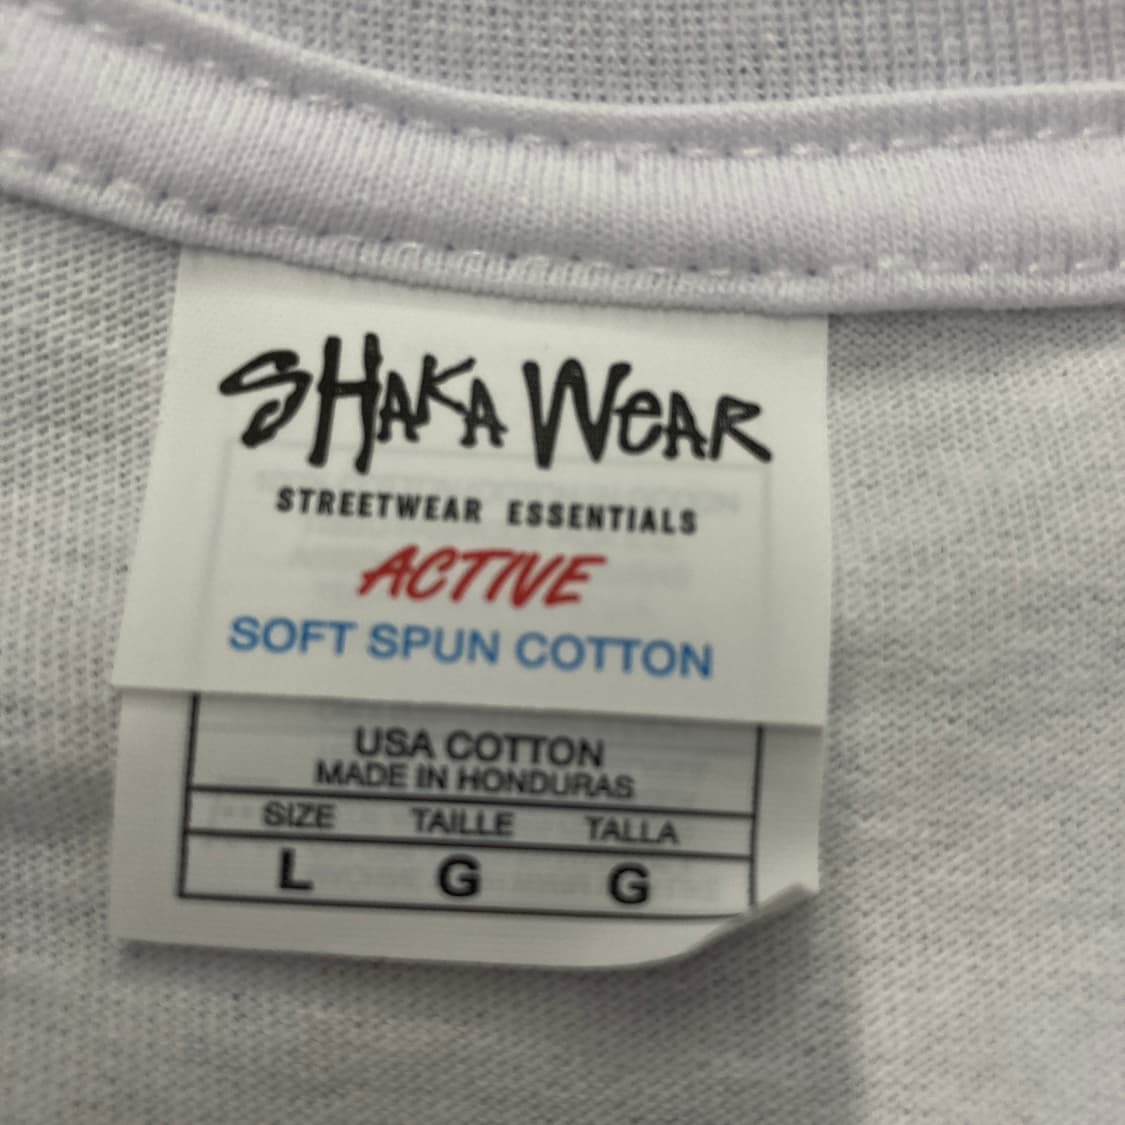 SHAKA WEAR
STREETWEAR ESSENTIALS
ACTIVE
SOFT SPUN COTTON
USA COTTON
MADE IN HONDURAS
SIZE TAILLE TALLA
L G G